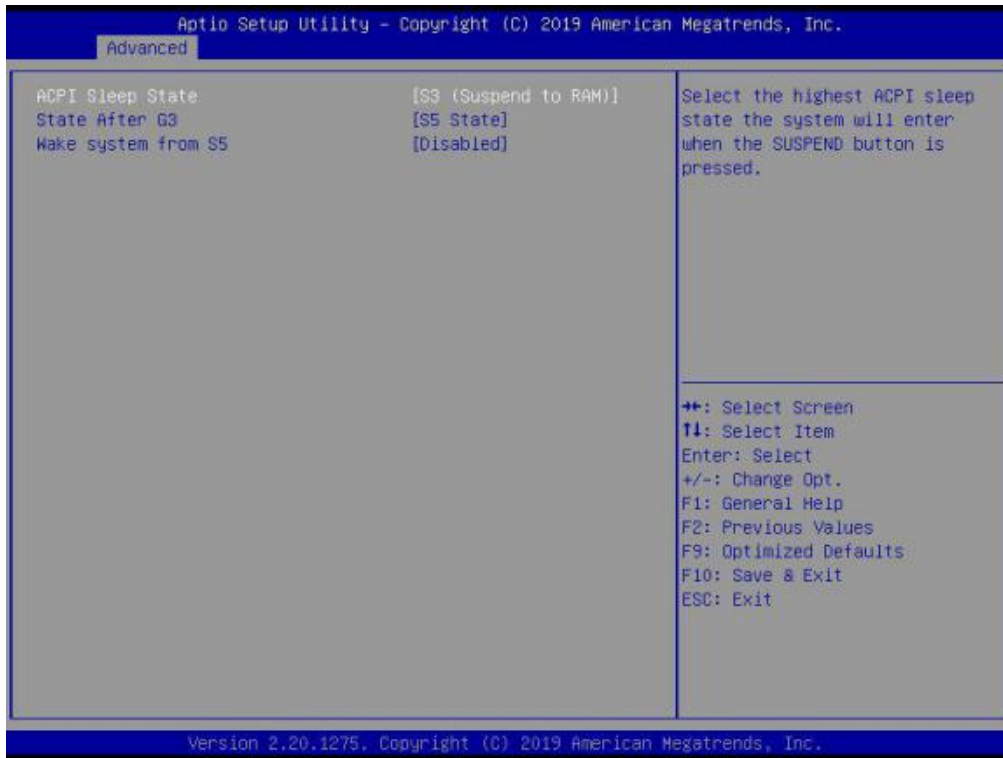 Aptio Setup Utility – Copyright (C) 2019 American Megatrends, Inc.
Advanced
ACPI Sleep State [S3 (Suspend to RAM)]
State After G3 [S5 State]
Wake system from S5 [Disabled]
Select the highest ACPI sleep
state the system will enter
when the SUSPEND button is
pressed.
→←: Select Screen
↑↓: Select Item
Enter: Select
+/-: Change Opt.
F1: General Help
F2: Previous Values
F9: Optimized Defaults
F10: Save & Exit
ESC: Exit
Version 2.20.1275. Copyright (C) 2019 American Megatrends, Inc.